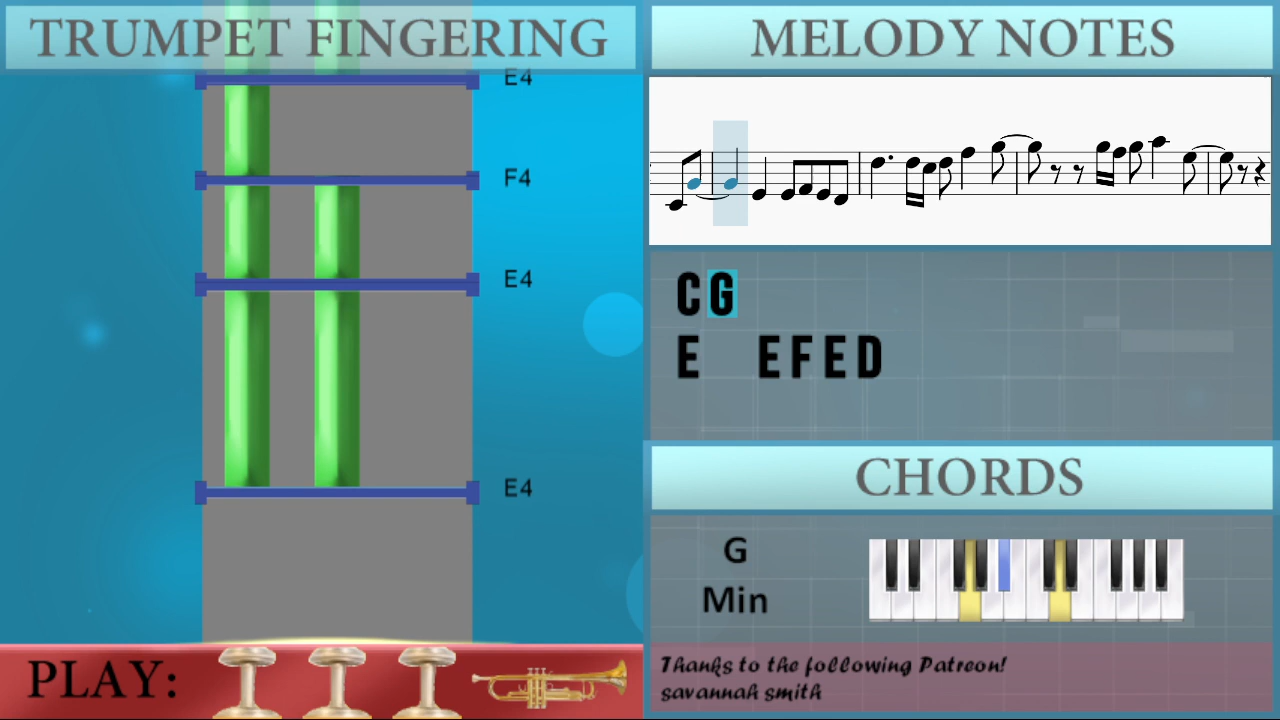 TRUMPET FINGERING
E4
F4
E4
E4
PLAY:
MELODY NOTES
CG
E EFED
CHORDS
G
Min
Thanks to the following Patreon!
savannah smith